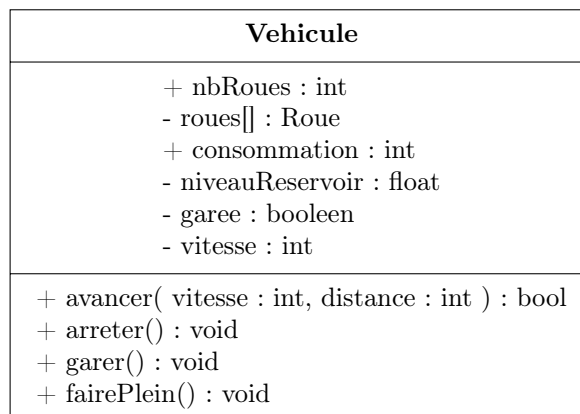 Vehicule
+ nbRoues : int
- roues[] : Roue
+ consommation : int
- niveauReservoir : float
- garee : booleen
- vitesse : int
+ avancer( vitesse : int, distance : int ) : bool
+ arreter() : void
+ garer() : void
+ fairePlein() : void